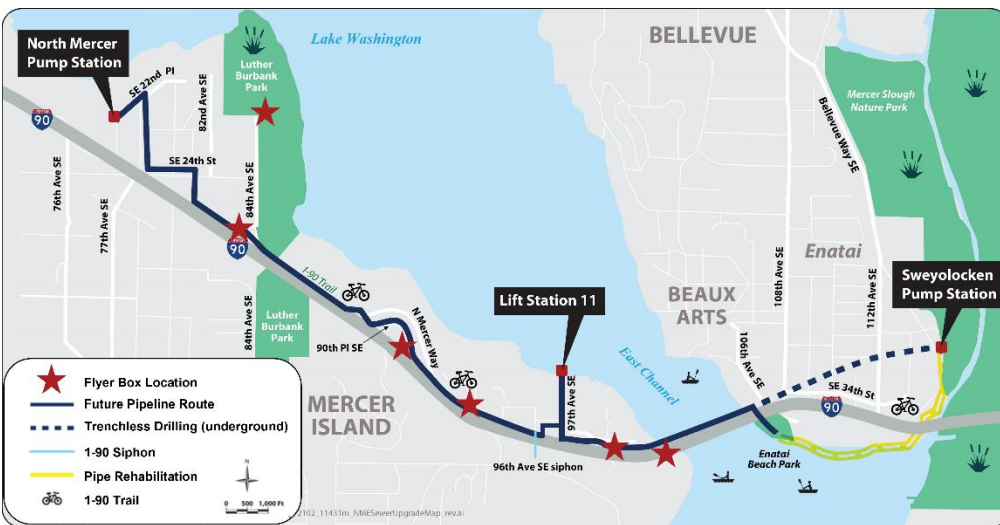 North Mercer
Pump Station
SE 22nd Pl
82nd Ave SE
Luther
Burbank
Park
Lake Washington
BELLEVUE
Mercer Slough
Nature Park
Bellevue Way SE
90
76th Ave SE
77th Ave SE
SE 24th St
84th Ave SE
90
I-90 Trail
84th Ave SE
Luther
Burbank
Park
90th Pl SE
N Mercer Way
MERCER
ISLAND
Lift Station 11
97th Ave SE
96th Ave SE siphon
East Channel
BEAUX
ARTS
106th Ave SE
108th Ave SE
Enatai
112th Ave SE
Sweyolocken
Pump Station
SE 34th St
90
Enatai
Beach Park
Flyer Box Location
Future Pipeline Route
Trenchless Drilling (underground)
1-90 Siphon
Pipe Rehabilitation
1-90 Trail
N
0 500 1,000 Ft
2102_11431m_NMESewerUpgradeMap_rev.ai